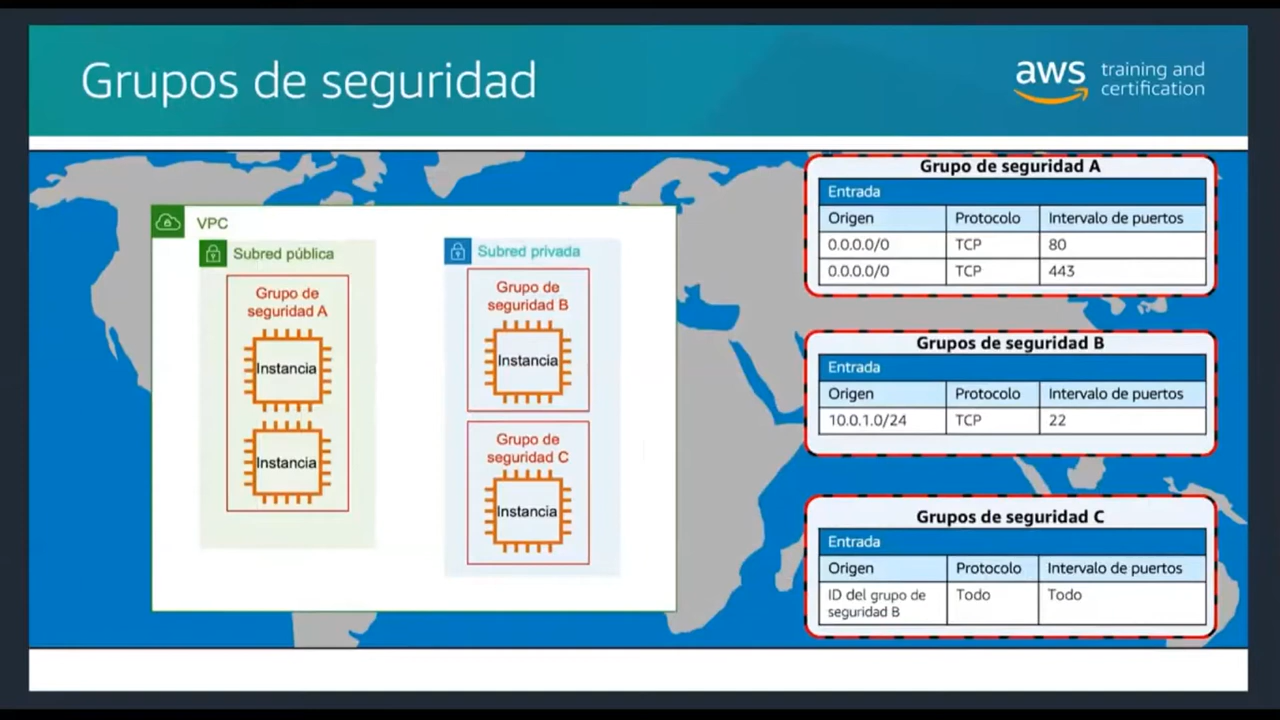 Grupos de seguridad
aws training and
certification
VPC
Subred pública
Grupo de
seguridad A
Instancia
Instancia
Subred privada
Grupo de
seguridad B
Instancia
Grupo de
seguridad C
Instancia
Grupo de seguridad A
Entrada
Origen Protocolo Intervalo de puertos
0.0.0.0/0 TCP 80
0.0.0.0/0 TCP 443
Grupos de seguridad B
Entrada
Origen Protocolo Intervalo de puertos
10.0.1.0/24 TCP 22
Grupos de seguridad C
Entrada
Origen Protocolo Intervalo de puertos
ID del grupo de Todo Todo
seguridad B